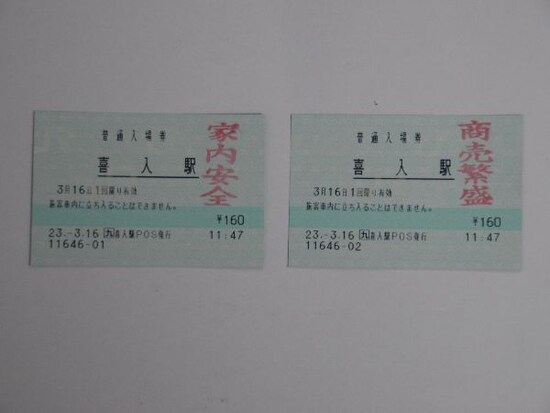 普通入場券
喜入駅
3月16日1回限り有効
旅客車内に立ち入ることはできません。
¥160
23.-3.16 九喜入駅POS発行 11:47
11646-01
家内安全
普通入場券
喜入駅
3月16日1回限り有効
旅客車内に立ち入ることはできません。
¥160
23.-3.16 九喜入駅POS発行 11:47
11646-02
商売繁盛